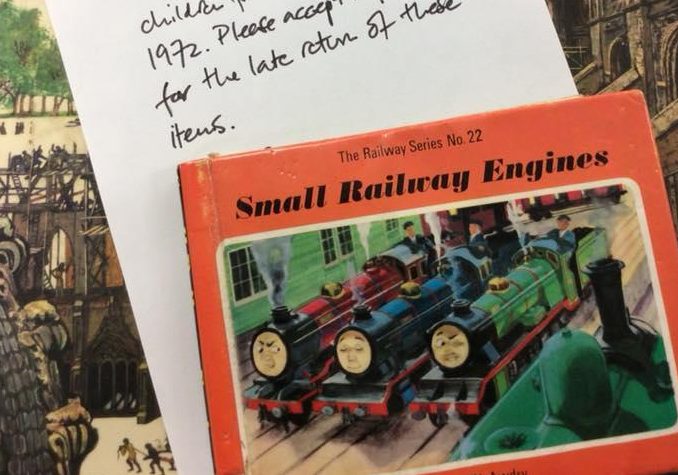 children
1972. Please accept
for the late return of these
items.
The Railway Series No. 22
Small Railway Engines